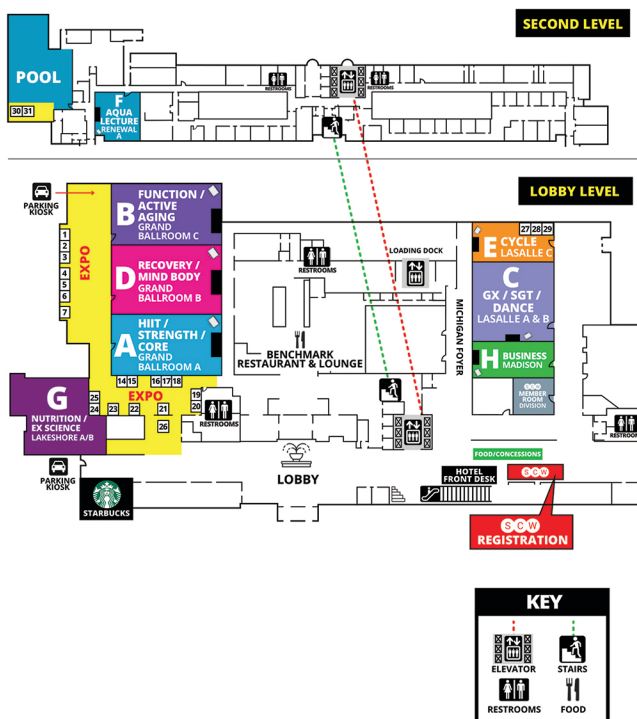 SECOND LEVEL
POOL
30 31
F
AQUA
LECTURE
RENEWAL
A
RESTROOMS
RESTROOMS
LOBBY LEVEL
PARKING
KIOSK
EXPO
1
2
3
4
5
6
7
B
FUNCTION /
ACTIVE
AGING
GRAND
BALLROOM C
D
RECOVERY /
MIND BODY
GRAND
BALLROOM B
A
HIIT /
STRENGTH /
CORE
GRAND
BALLROOM A
RESTROOMS
LOADING DOCK
BENCHMARK
RESTAURANT & LOUNGE
MICHIGAN FOYER
27 28 29
E
CYCLE
LASALLE C
C
GX / SGT /
DANCE
LASALLE A & B
H
BUSINESS
MADISON
SCW
MEMBER
ROOM
DIVISION
G
NUTRITION /
EX SCIENCE
LAKESHORE A/B
14 15 16 17 18
EXPO
25
24 23 22 21
26
19
20
RESTROOMS
RESTROOMS
PARKING
KIOSK
STARBUCKS
LOBBY
FOOD/CONCESSIONS
HOTEL
FRONT DESK
SCW
SCW
REGISTRATION
KEY
ELEVATOR
STAIRS
RESTROOMS
FOOD